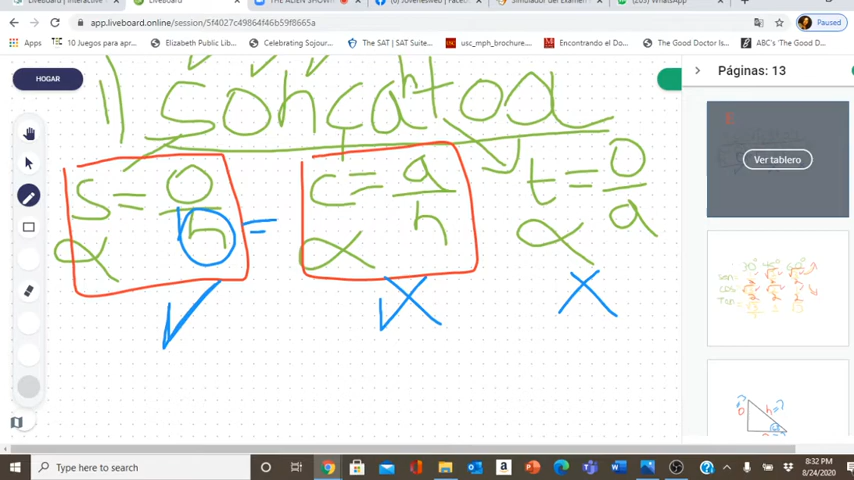 app.liveboard.online/session/5f4027c49864f46b59f8665a
Paused
Apps
10 Juegos para apr...
Elizabeth Public Lib...
Celebrating Sojour...
The SAT | SAT Suite...
usc_mph_brochure...
Encontrando el Do...
The Good Doctor Is...
ABC's 'The Good D...
HOGAR
Páginas: 13
1) sohcahtoa
s = o/h =
α
c = a/h
α
t = o/a
α
Ver tablero
Type here to search
8:32 PM
8/24/2020